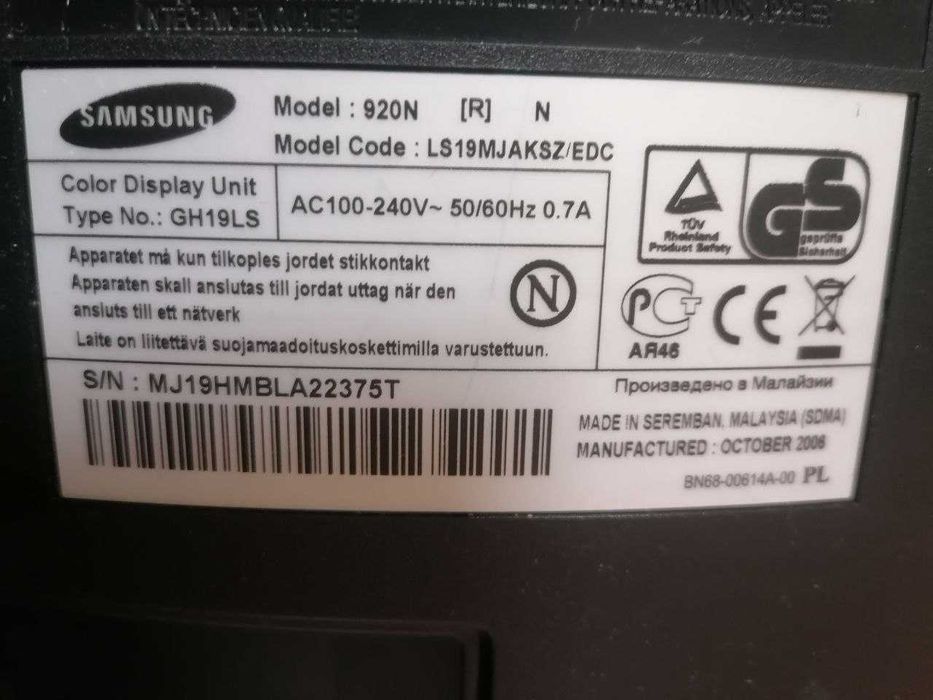 SAMSUNG
Model : 920N [R] N
Model Code : LS19MJAKSZ/EDC
Color Display Unit
Type No.: GH19LS
AC100-240V~ 50/60Hz 0.7A
Apparatet må kun tilkoples jordet stikkontakt
Apparaten skall anslutas till jordat uttag når den
ansluts till ett nätverk
Laite on liitettävä suojamaadoituskoskettimilla varustettuun.
N
TÜV
Rheinland
Product Safety
GS
geprüfte
Sicherheit
PCT
AЯ46
CE
S/N : MJ19HMBLA22375T
Произведено в Малайзии
MADE IN SEREMBAN, MALAYSIA (SDMA)
MANUFACTURED : OCTOBER 2006
BN68-00614A-00 PL